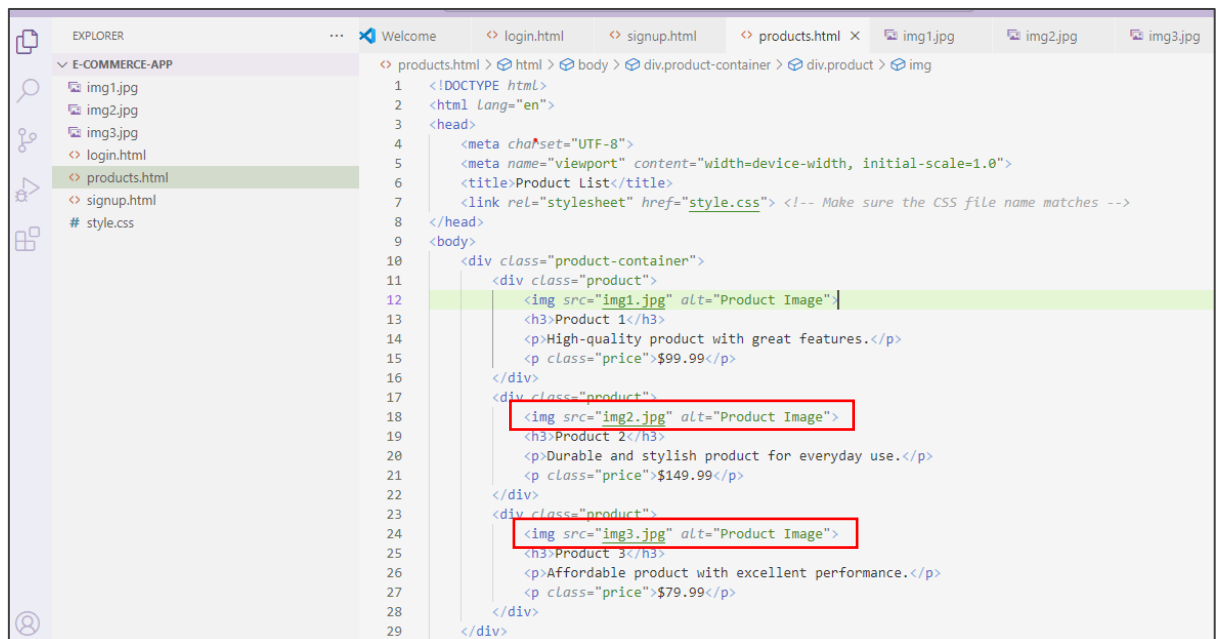 EXPLORER ···
E-COMMERCE-APP
img1.jpg
img2.jpg
img3.jpg
<> login.html
<> products.html
<> signup.html
# style.css
Welcome <> login.html <> signup.html <> products.html × img1.jpg img2.jpg img3.jpg
<> products.html > html > body > div.product-container > div.product > img
1 <!DOCTYPE html>
2 <html lang="en">
3 <head>
4 <meta charset="UTF-8">
5 <meta name="viewport" content="width=device-width, initial-scale=1.0">
6 <title>Product List</title>
7 <link rel="stylesheet" href="style.css"> <!-- Make sure the CSS file name matches -->
8 </head>
9 <body>
10 <div class="product-container">
11 <div class="product">
12 <img src="img1.jpg" alt="Product Image">
13 <h3>Product 1</h3>
14 <p>High-quality product with great features.</p>
15 <p class="price">$99.99</p>
16 </div>
17 <div class="product">
18 <img src="img2.jpg" alt="Product Image">
19 <h3>Product 2</h3>
20 <p>Durable and stylish product for everyday use.</p>
21 <p class="price">$149.99</p>
22 </div>
23 <div class="product">
24 <img src="img3.jpg" alt="Product Image">
25 <h3>Product 3</h3>
26 <p>Affordable product with excellent performance.</p>
27 <p class="price">$79.99</p>
28 </div>
29 </div>